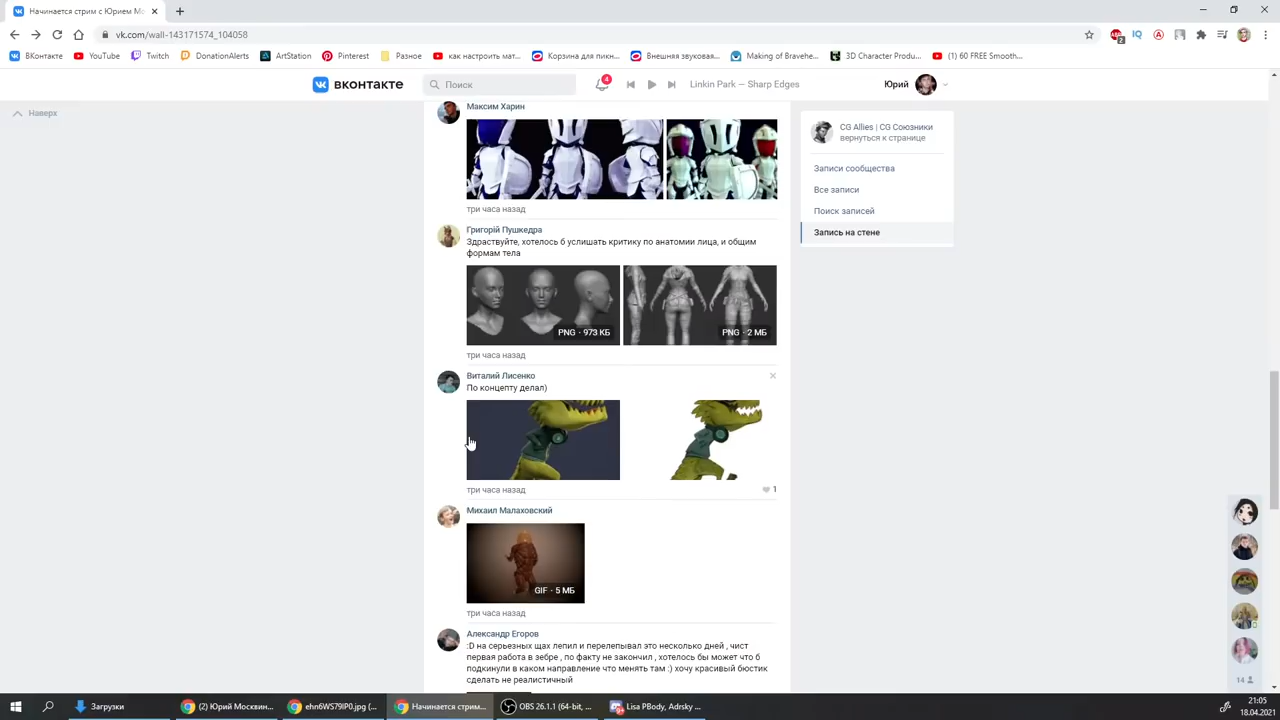 Начинается стрим с Юрием Мо
vk.com/wall-143171574_104058
ВКонтакте
YouTube
Twitch
DonationAlerts
ArtStation
Pinterest
Разное
как настроить мат...
Корзина для пикн...
Внешняя звуковая...
Making of Bravehe...
3D Character Produ...
(1) 60 FREE Smooth...
вконтакте
Поиск
4
Linkin Park — Sharp Edges
Юрий
Наверх
CG Allies | CG Союзники
вернуться к странице
Записи сообщества
Все записи
Поиск записей
Запись на стене
Максим Харин
три часа назад
Григорій Пушкедра
Здраствуйте, хотелось б услишать критику по анатомии лица, и общим
формам тела
PNG · 973 КБ
PNG · 2 МБ
три часа назад
Виталий Лисенко
По концепту делал)
три часа назад
1
Михаил Малаховский
GIF · 5 МБ
три часа назад
Александр Егоров
:D на серьезных щах лепил и перелепывал это несколько дней , чист
первая работа в зебре , по факту не закончил , хотелось бы может что б
подкинули в каком направление что менять там :) хочу красивый бюстик
сделать не реалистичный
14
Загрузки
(2) Юрий Москвин...
ehn6WS79IP0.jpg (...
Начинается стрим...
OBS 26.1.1 (64-bit, ...
Lisa PBody, Adrsky ...
21:05
18.04.2021